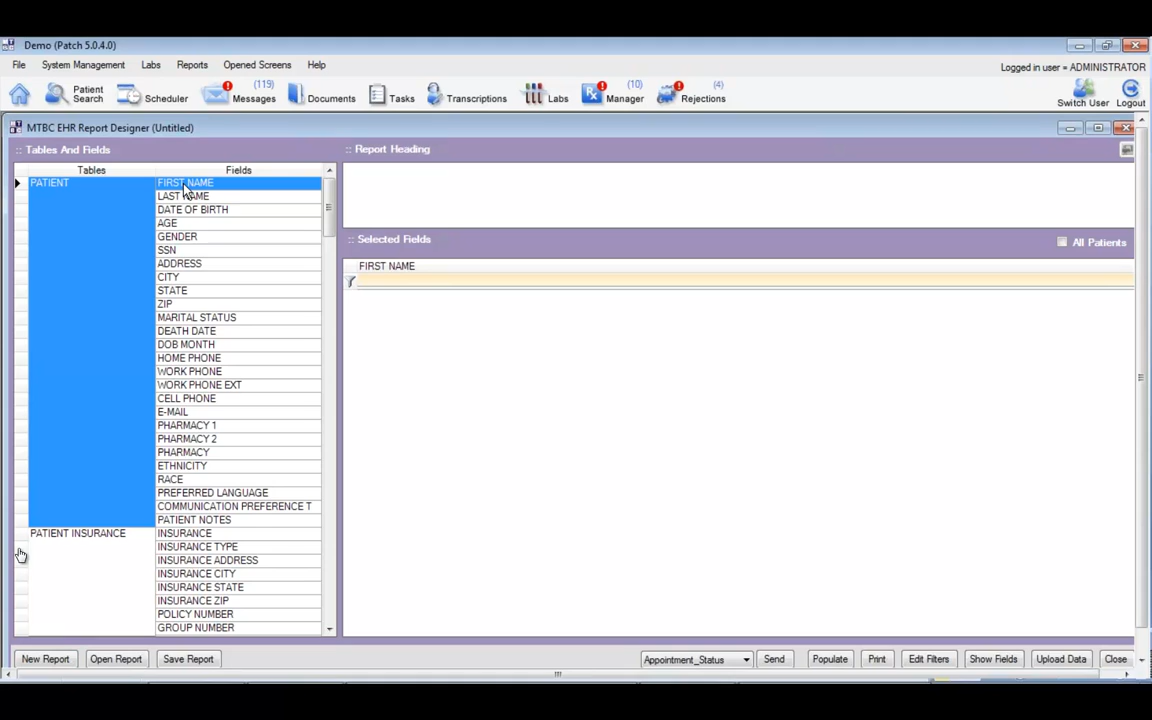 Demo (Patch 5.0.4.0)
File System Management Labs Reports Opened Screens Help
Logged in user = ADMINISTRATOR
Patient Search Scheduler (119) Messages Documents Tasks Transcriptions Labs (10) Manager (4) Rejections Switch User Logout
MTBC EHR Report Designer (Untitled)
:: Tables And Fields
:: Report Heading
Tables Fields
PATIENT FIRST NAME
LAST NAME
DATE OF BIRTH
AGE
GENDER
SSN
ADDRESS
CITY
STATE
ZIP
MARITAL STATUS
DEATH DATE
DOB MONTH
HOME PHONE
WORK PHONE
WORK PHONE EXT
CELL PHONE
E-MAIL
PHARMACY 1
PHARMACY 2
PHARMACY
ETHNICITY
RACE
PREFERRED LANGUAGE
COMMUNICATION PREFERENCE T
PATIENT NOTES
PATIENT INSURANCE INSURANCE
INSURANCE TYPE
INSURANCE ADDRESS
INSURANCE CITY
INSURANCE STATE
INSURANCE ZIP
POLICY NUMBER
GROUP NUMBER
:: Selected Fields All Patients
FIRST NAME
New Report Open Report Save Report Appointment_Status Send Populate Print Edit Filters Show Fields Upload Data Close